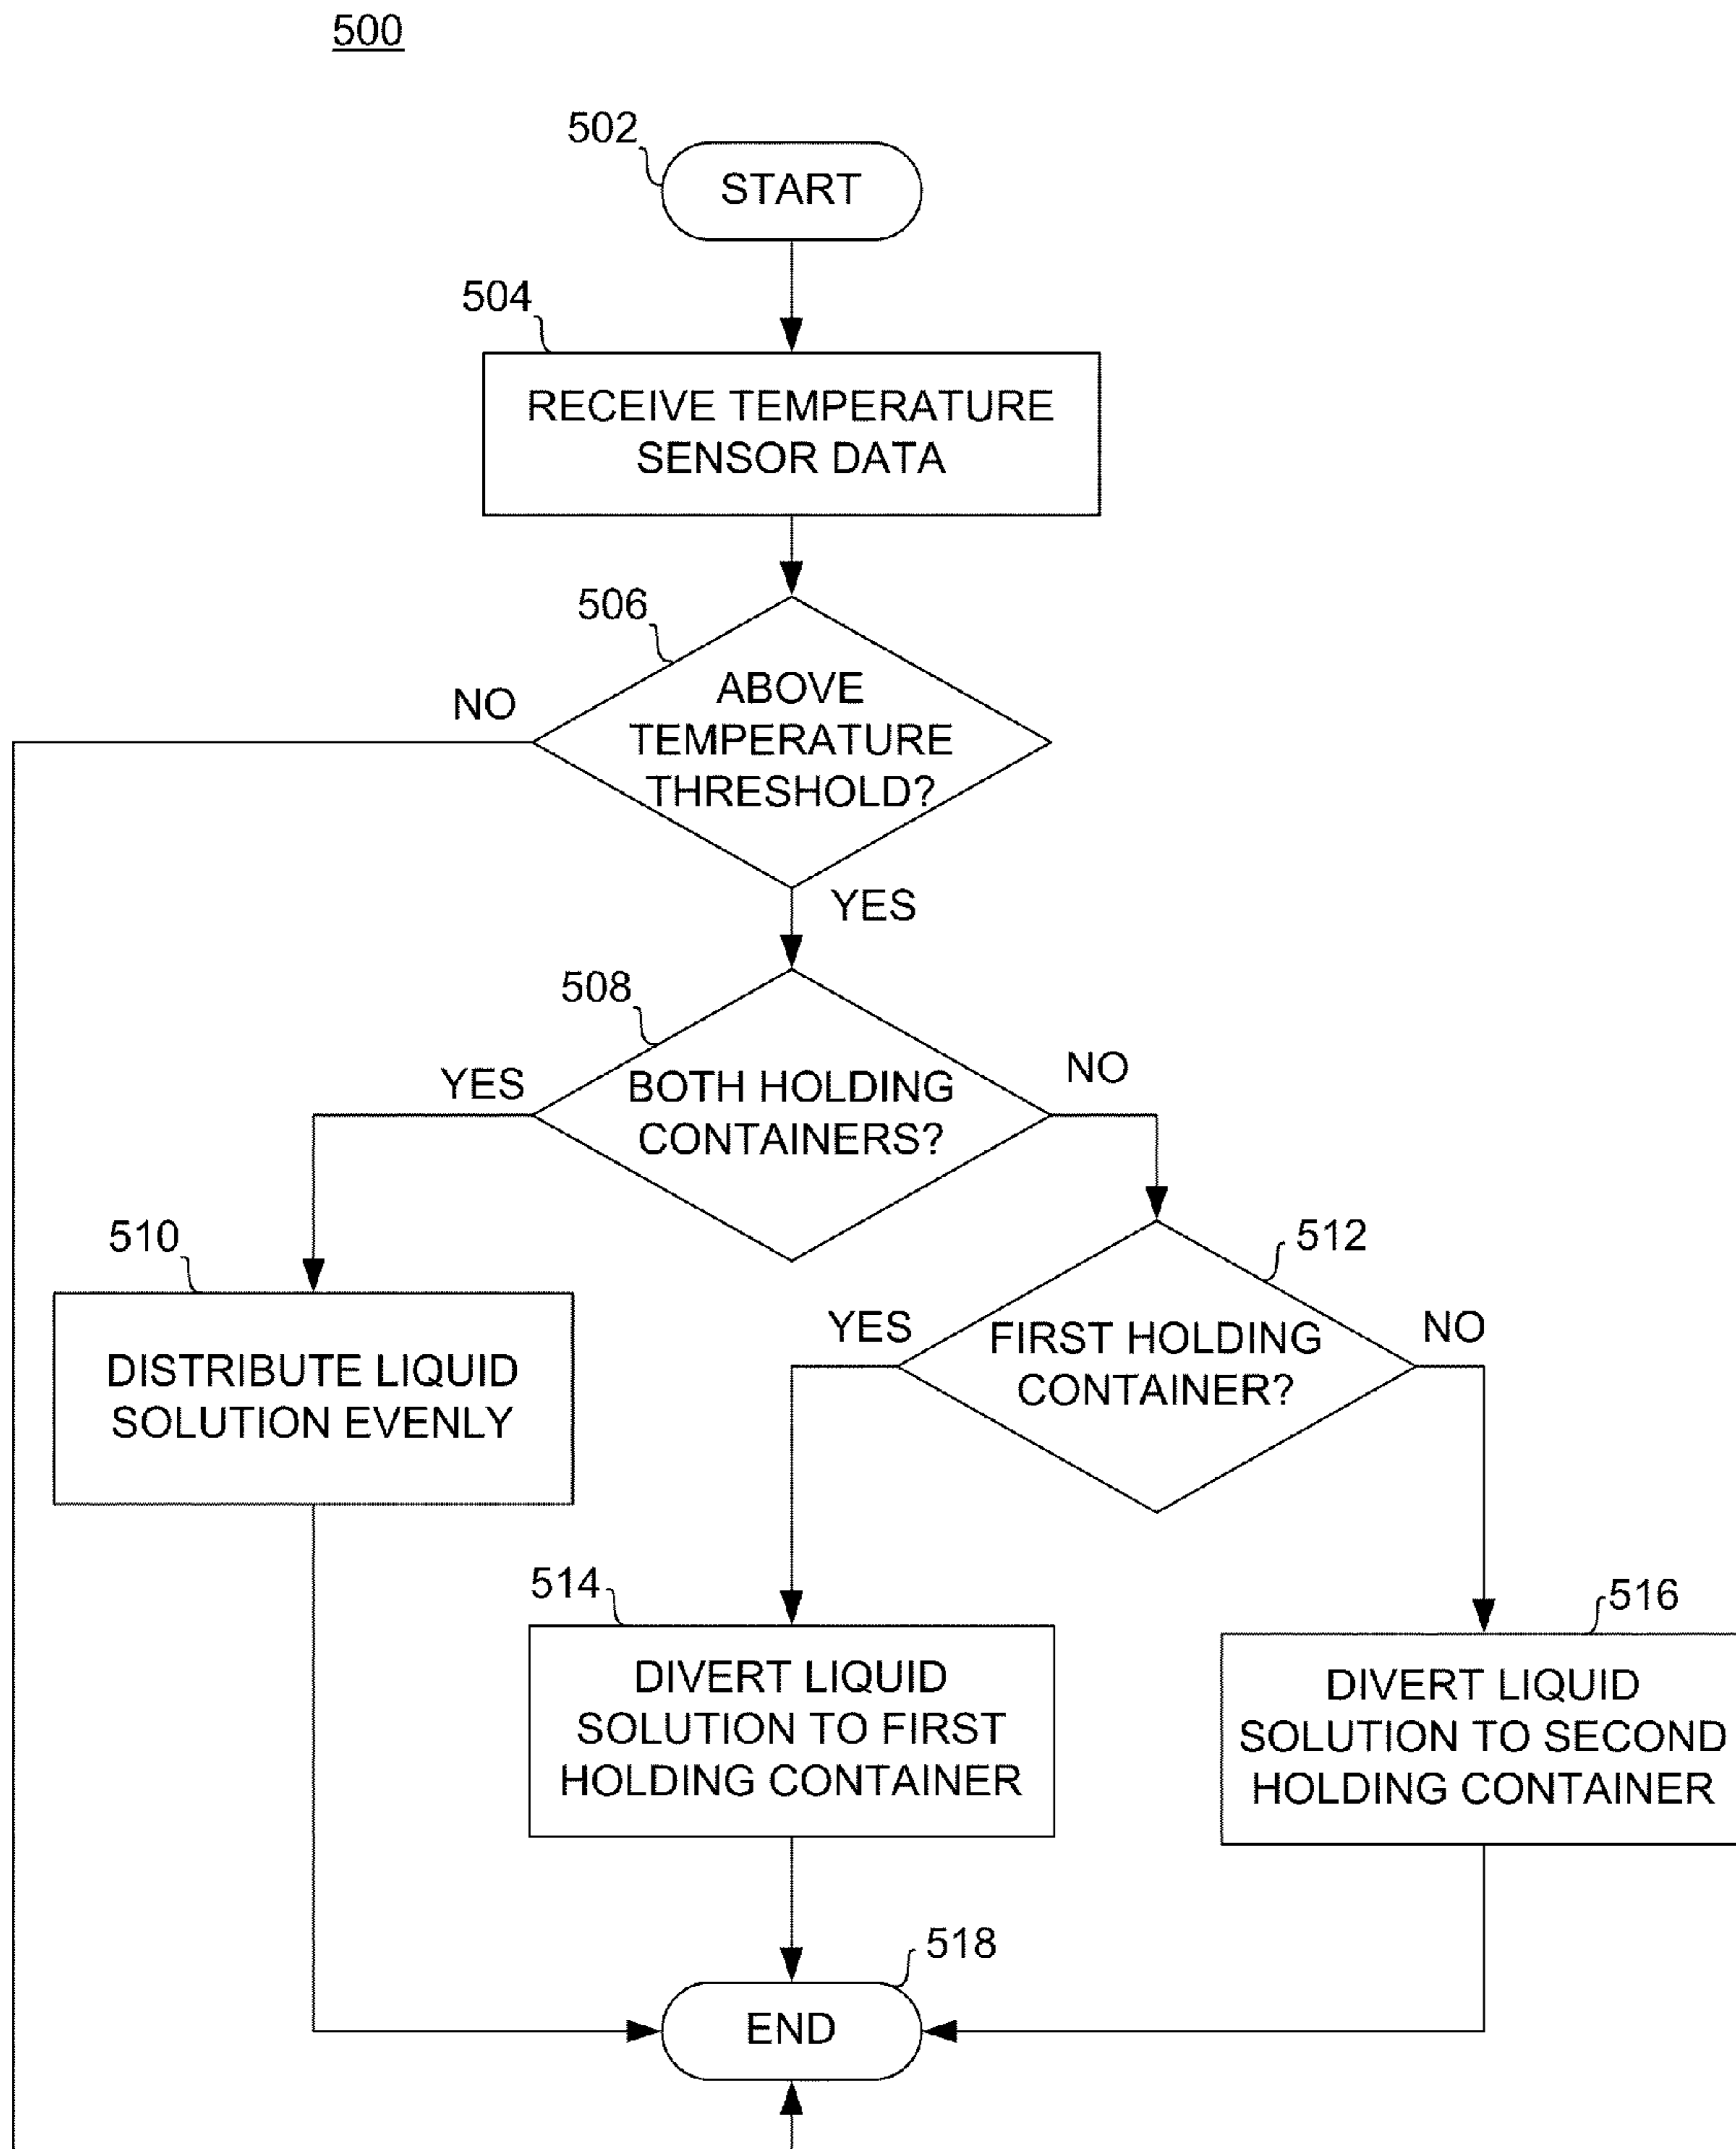 500
502
START
504
RECEIVE TEMPERATURE
SENSOR DATA
506
NO
ABOVE
TEMPERATURE
THRESHOLD?
YES
508
YES
BOTH HOLDING
CONTAINERS?
NO
510
DISTRIBUTE LIQUID
SOLUTION EVENLY
512
YES
FIRST HOLDING
CONTAINER?
NO
514
DIVERT LIQUID
SOLUTION TO FIRST
HOLDING CONTAINER
516
DIVERT LIQUID
SOLUTION TO SECOND
HOLDING CONTAINER
518
END